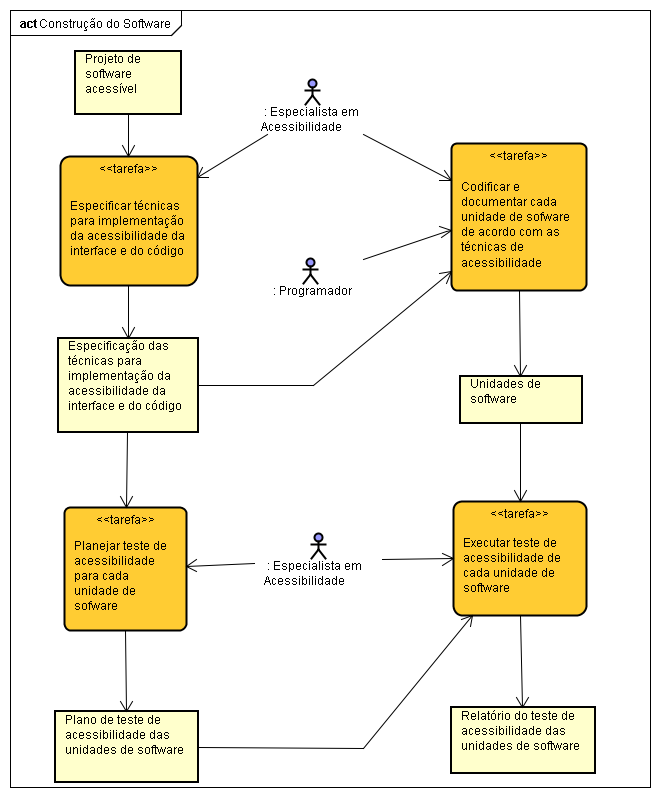 act Construção do Software
Projeto de
software
acessível
: Especialista em
Acessibilidade
<<tarefa>>
Especificar técnicas
para implementação
da acessibilidade da
interface e do código
<<tarefa>>
Codificar e
documentar cada
unidade de sofware
de acordo com as
técnicas de
acessibilidade
: Programador
Especificação das
técnicas para
implementação da
acessibilidade da
interface e do código
Unidades de
software
<<tarefa>>
Planejar teste de
acessibilidade
para cada
unidade de
sofware
: Especialista em
Acessibilidade
<<tarefa>>
Executar teste de
acessibilidade de
cada unidade de
software
Plano de teste de
acessibilidade das
unidades de software
Relatório do teste de
acessibilidade das
unidades de software